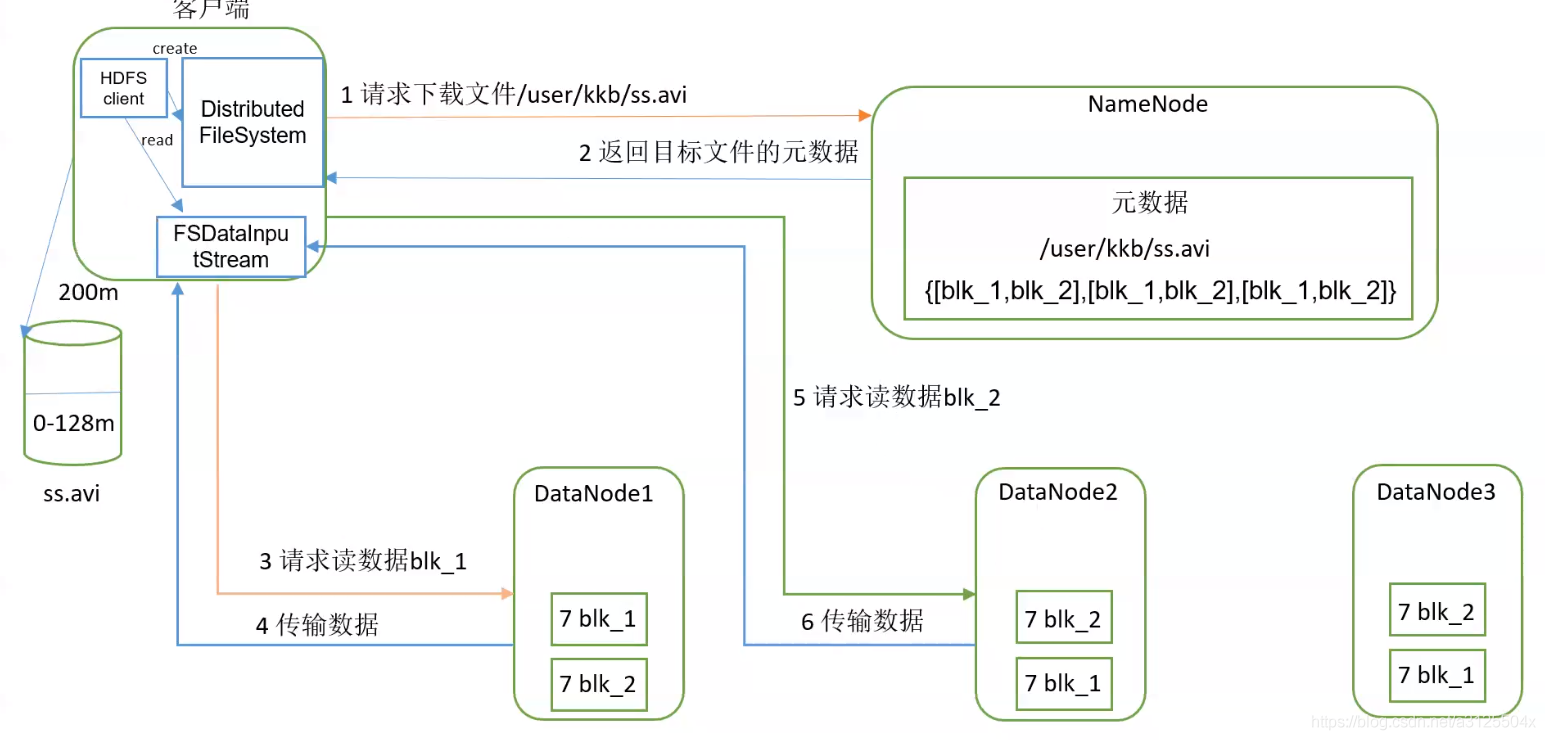 客户端
create
HDFS
client
Distributed
FileSystem
read
FSDataInpu
tStream
1 请求下载文件/user/kkb/ss.avi
2 返回目标文件的元数据
NameNode
元数据
/user/kkb/ss.avi
{[blk_1,blk_2],[blk_1,blk_2],[blk_1,blk_2]}
200m
0-128m
ss.avi
5 请求读数据blk_2
3 请求读数据blk_1
4 传输数据
6 传输数据
DataNode1
7 blk_1
7 blk_2
DataNode2
7 blk_2
7 blk_1
DataNode3
7 blk_2
7 blk_1
https://blog.csdn.net/a3125504x